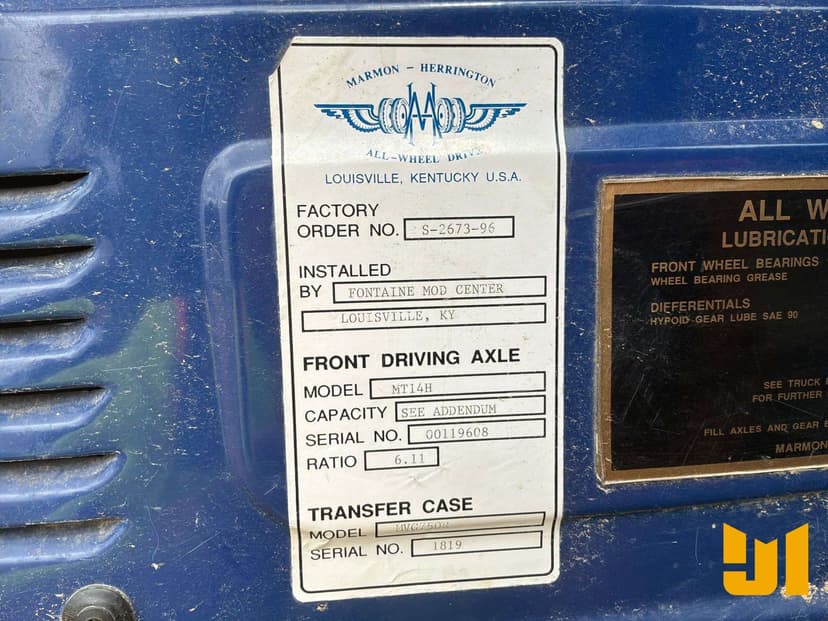 MARMON - HERRINGTON
ALL-WHEEL DRIVE
LOUISVILLE, KENTUCKY U.S.A.
FACTORY
ORDER NO. S-2673-96
INSTALLED
BY FONTAINE MOD CENTER
LOUISVILLE, KY
FRONT DRIVING AXLE
MODEL MT14H
CAPACITY SEE ADDENDUM
SERIAL NO. 00119608
RATIO 6.11
TRANSFER CASE
MODEL
SERIAL NO. 1819
ALL W
LUBRICATI
FRONT WHEEL BEARINGS
WHEEL BEARING GREASE
DIFFERENTIALS
HYPOID GEAR LUBE SAE 90
SEE TRUCK
FOR FURTHER
FILL AXLES AND GEAR
MARMON